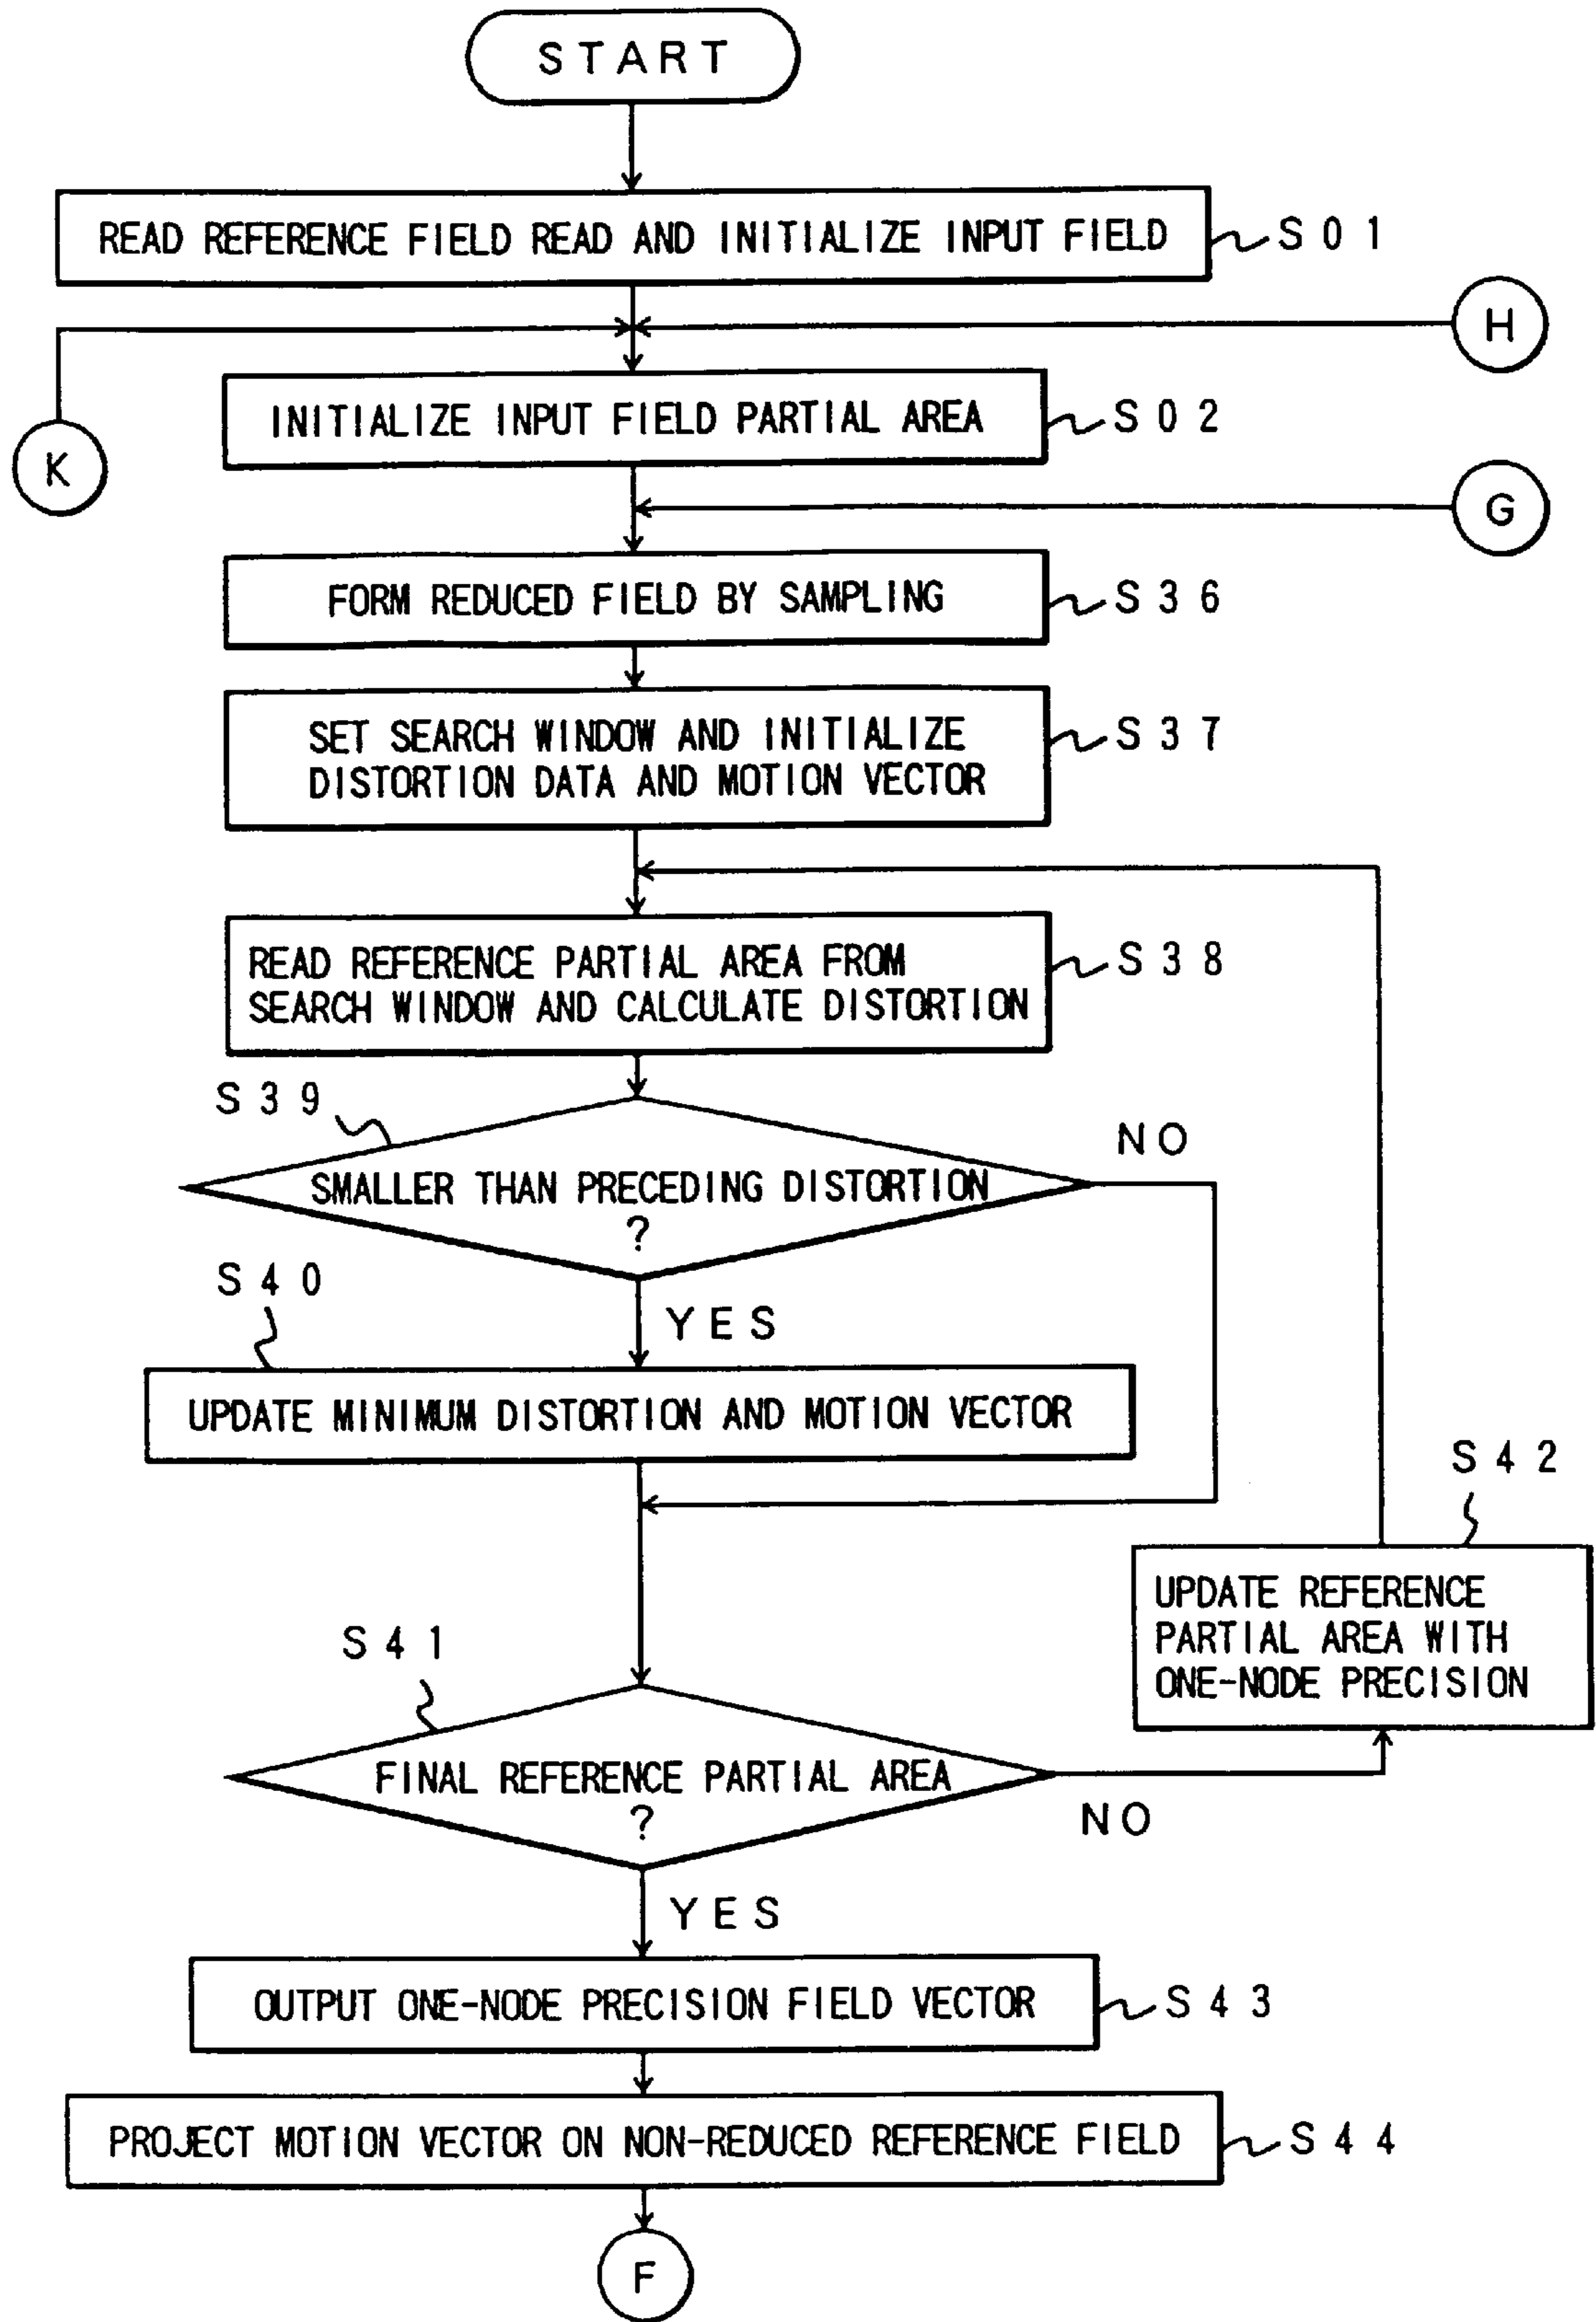 START
READ REFERENCE FIELD READ AND INITIALIZE INPUT FIELD
S01
H
INITIALIZE INPUT FIELD PARTIAL AREA
S02
K
G
FORM REDUCED FIELD BY SAMPLING
S36
SET SEARCH WINDOW AND INITIALIZE
DISTORTION DATA AND MOTION VECTOR
S37
READ REFERENCE PARTIAL AREA FROM
SEARCH WINDOW AND CALCULATE DISTORTION
S38
S39
SMALLER THAN PRECEDING DISTORTION
?
NO
YES
S40
UPDATE MINIMUM DISTORTION AND MOTION VECTOR
S42
UPDATE REFERENCE
PARTIAL AREA WITH
ONE-NODE PRECISION
S41
FINAL REFERENCE PARTIAL AREA
?
NO
YES
OUTPUT ONE-NODE PRECISION FIELD VECTOR
S43
PROJECT MOTION VECTOR ON NON-REDUCED REFERENCE FIELD
S44
F